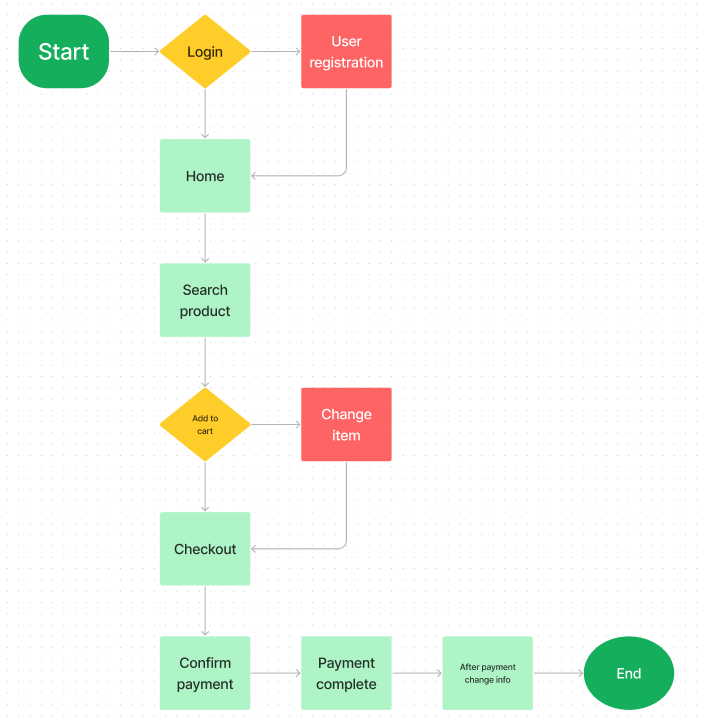 Start
Login
User
registration
Home
Search
product
Add to
cart
Change
item
Checkout
Confirm
payment
Payment
complete
After payment
change info
End